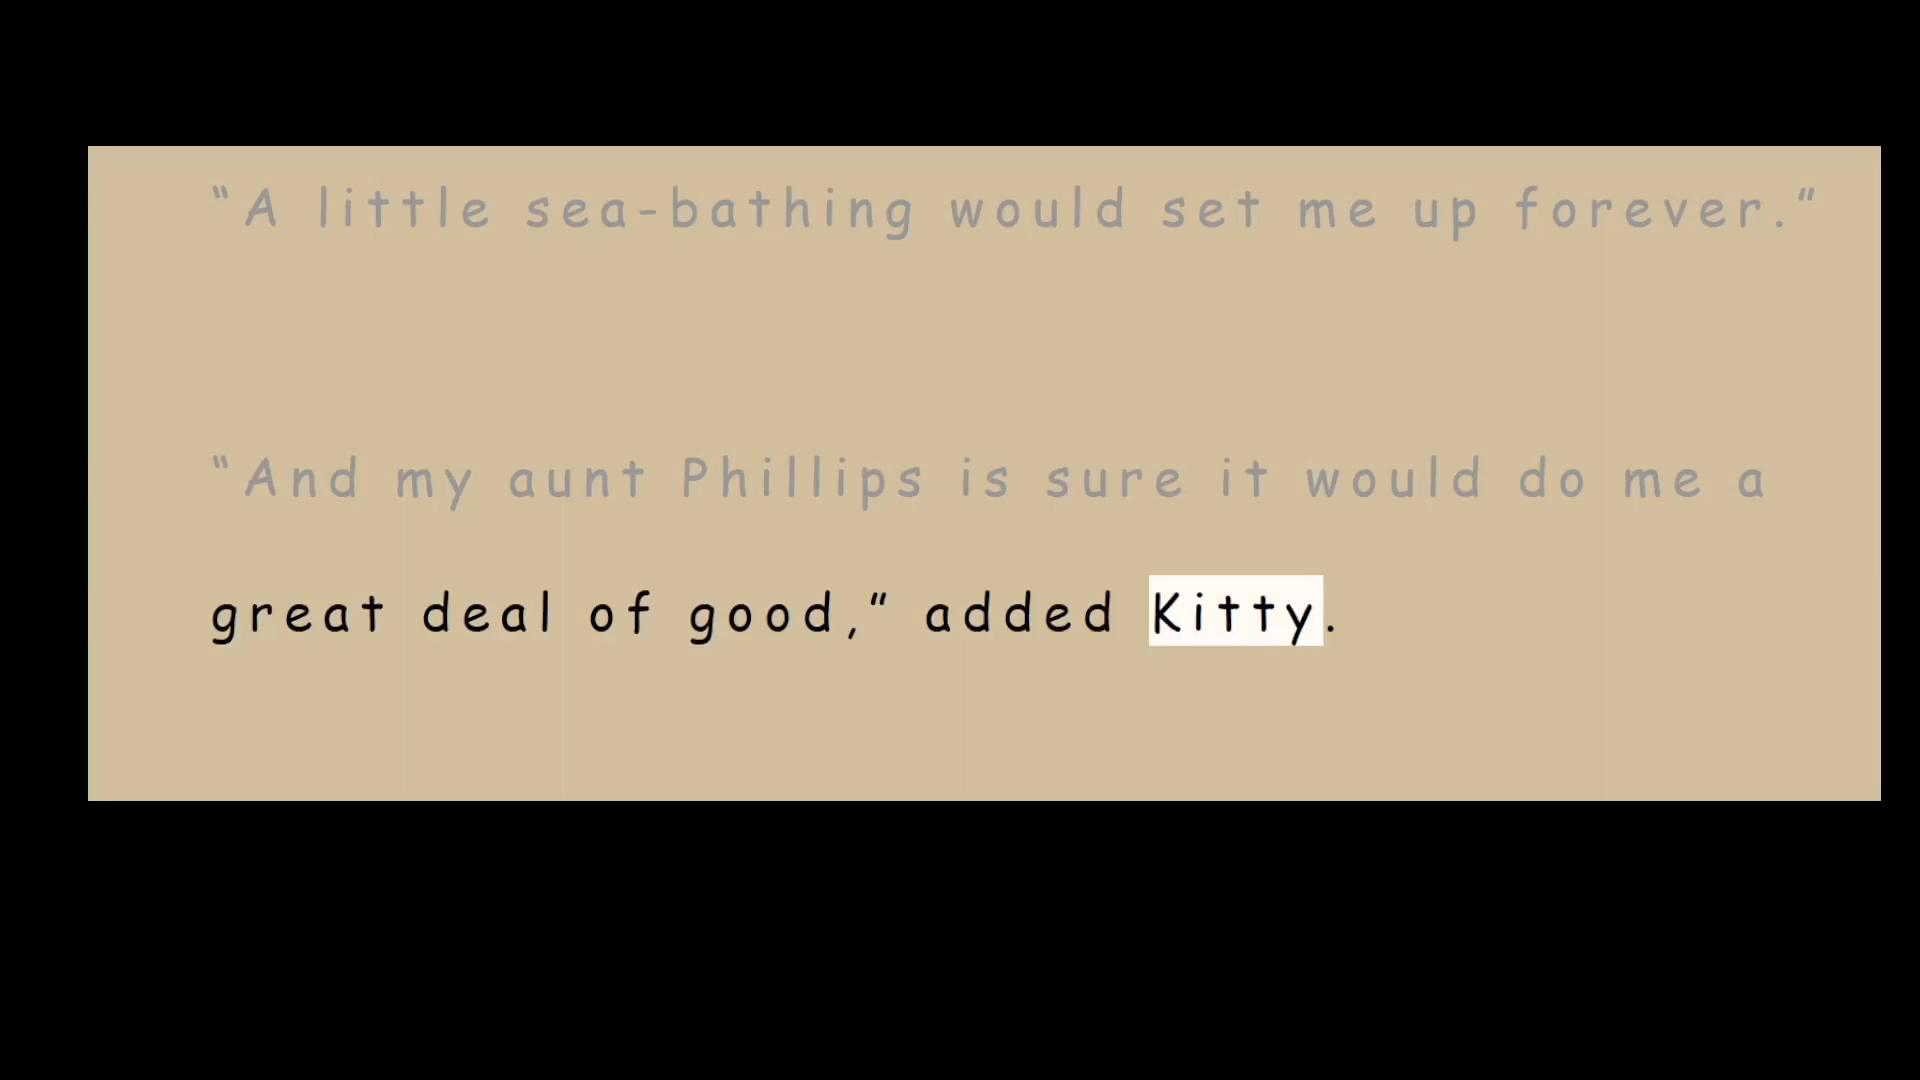 “A little sea-bathing would set me up forever.”
“And my aunt Phillips is sure it would do me a
great deal of good,” added Kitty.